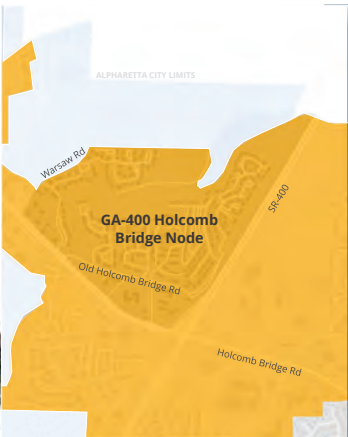 ALPHARETTA CITY LIMITS
Warsaw Rd
SR-400
GA-400 Holcomb
Bridge Node
Old Holcomb Bridge Rd
Holcomb Bridge Rd